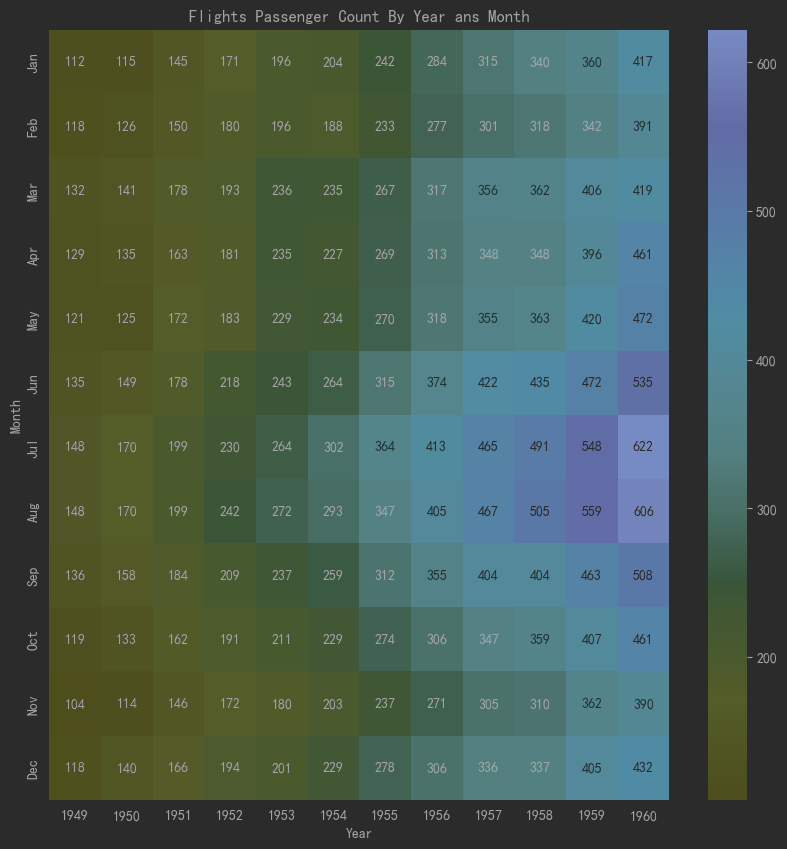 Flights Passenger Count By Year ans Month
Jan 112 115 145 171 196 204 242 284 315 340 360 417
Feb 118 126 150 180 196 188 233 277 301 318 342 391
Mar 132 141 178 193 236 235 267 317 356 362 406 419
Apr 129 135 163 181 235 227 269 313 348 348 396 461
May 121 125 172 183 229 234 270 318 355 363 420 472
Jun 135 149 178 218 243 264 315 374 422 435 472 535
Jul 148 170 199 230 264 302 364 413 465 491 548 622
Aug 148 170 199 242 272 293 347 405 467 505 559 606
Sep 136 158 184 209 237 259 312 355 404 404 463 508
Oct 119 133 162 191 211 229 274 306 347 359 407 461
Nov 104 114 146 172 180 203 237 271 305 310 362 390
Dec 118 140 166 194 201 229 278 306 336 337 405 432
1949 1950 1951 1952 1953 1954 1955 1956 1957 1958 1959 1960
Year
Month
600
500
400
300
200